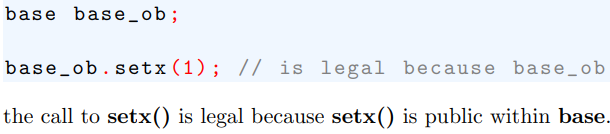 base base_ob;
base_ob.setx(1); // is legal because base_ob
the call to setx() is legal because setx() is public within base.